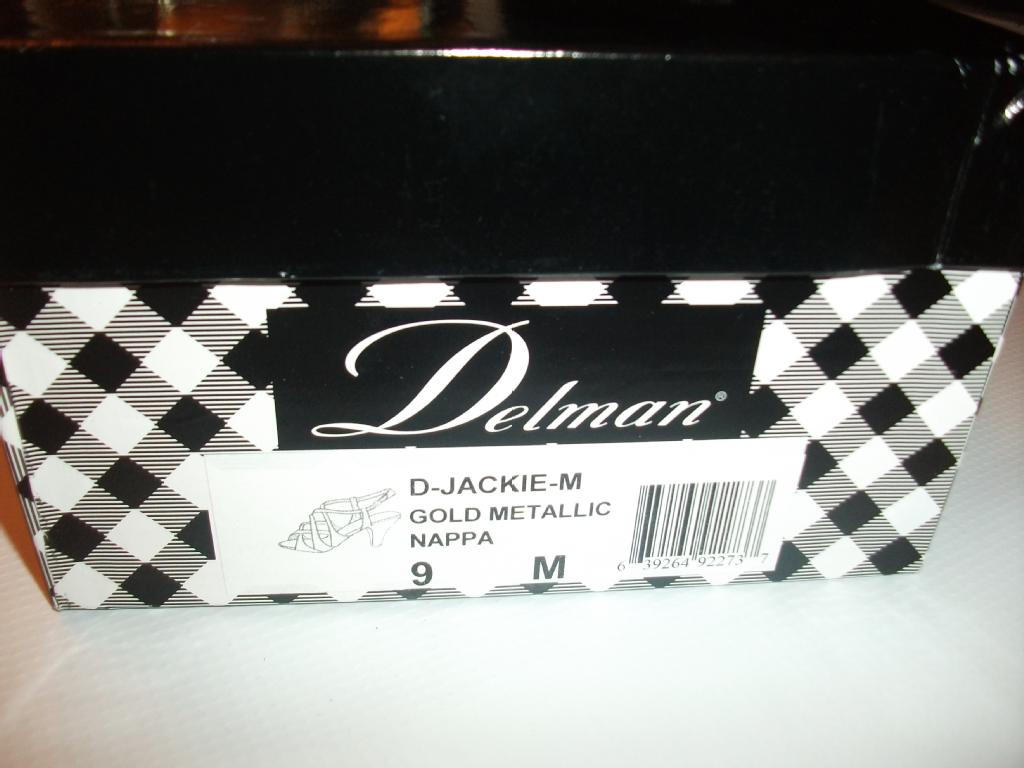 Delman®
D-JACKIE-M
GOLD METALLIC
NAPPA
9 M
6 39264 92273 7